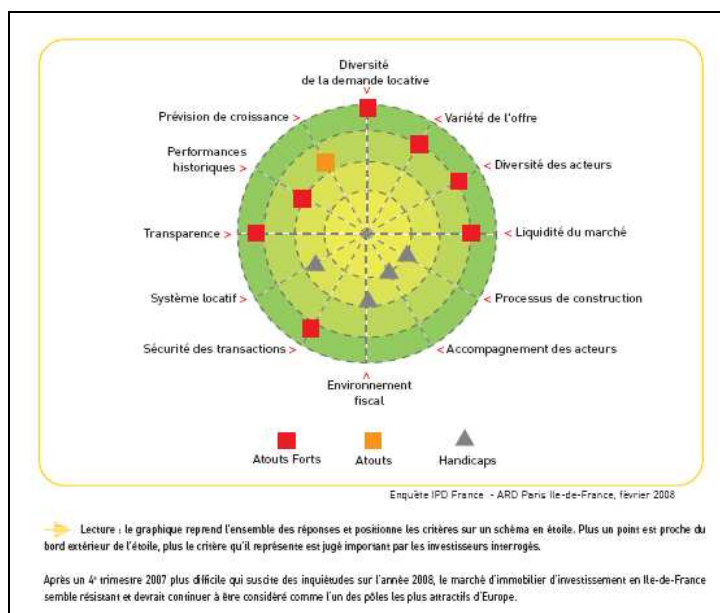 Diversité
de la demande locative
Prévision de croissance >
< Variété de l'offre
Performances
historiques >
< Diversité des acteurs
Transparence >
< Liquidité du marché
Système locatif >
< Processus de construction
Sécurité des transactions >
< Accompagnement des acteurs
Environnement
fiscal
Atouts Forts
Atouts
Handicaps
Enquête IPD France - ARD Paris Ile-de-France, février 2008
Lecture : le graphique reprend l'ensemble des réponses et positionne les critères sur un schéma en étoile. Plus un point est proche du
bord extérieur de l'étoile, plus le critère qu'il représente est jugé important par les investisseurs interrogés.
Après un 4e trimestre 2007 plus difficile qui suscite des inquiétudes sur l'année 2008, le marché d'immobilier d'investissement en Ile-de-France
semble résistant et devrait continuer à être considéré comme l'un des pôles les plus attractifs d'Europe.